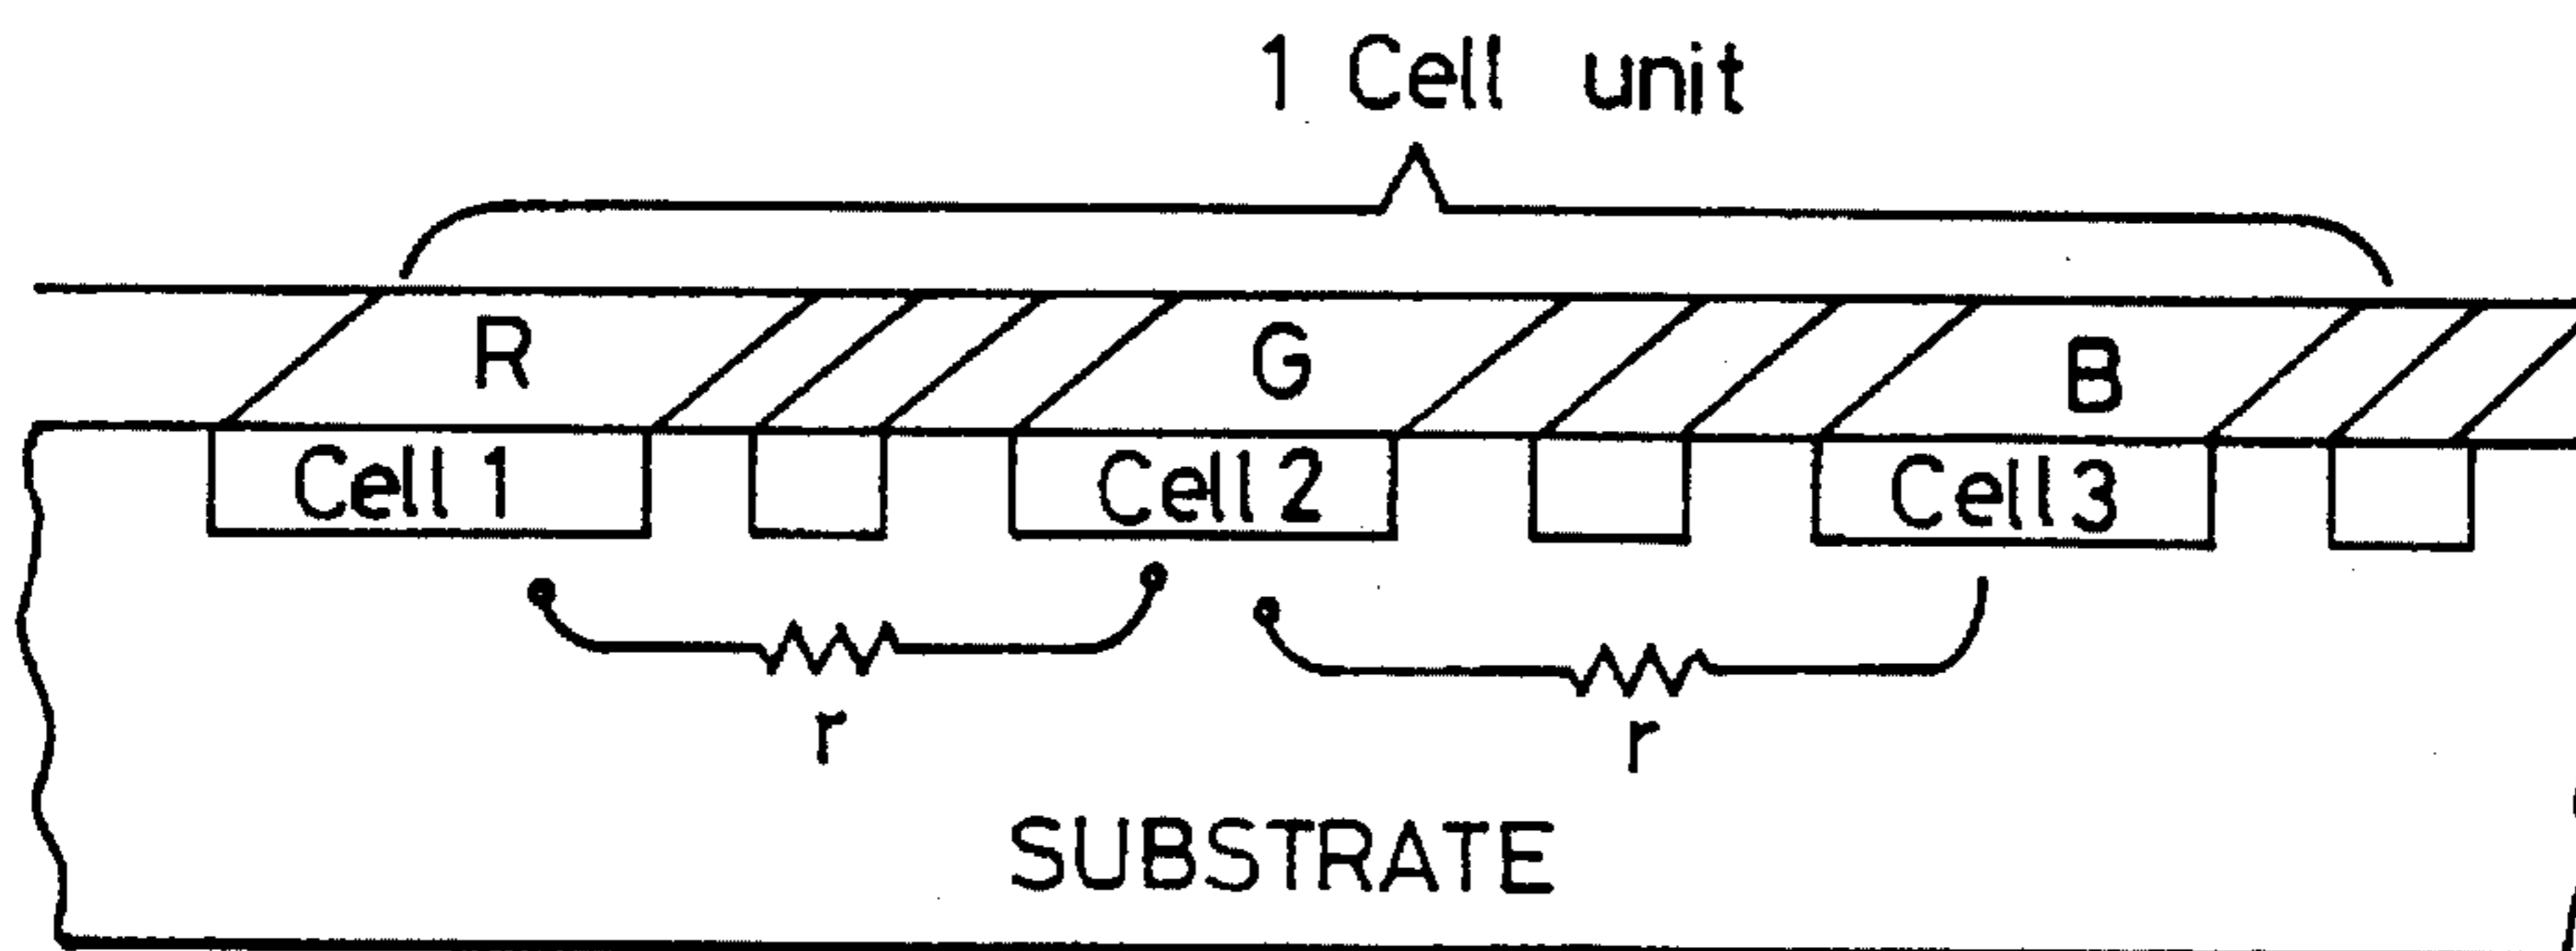 1 Cell unit
R G B
Cell 1 Cell 2 Cell 3
r r
SUBSTRATE